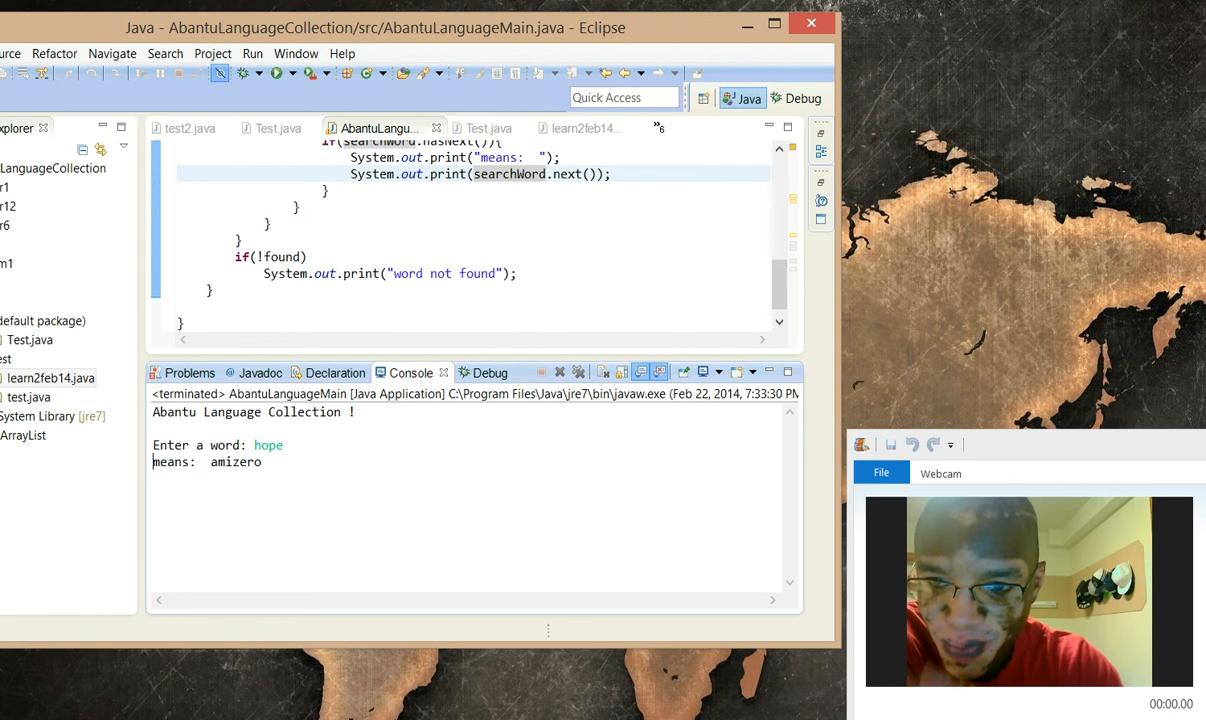 Java - AbantuLanguageCollection/src/AbantuLanguageMain.java - Eclipse
urce Refactor Navigate Search Project Run Window Help
Quick Access
Java Debug
xplorer
LanguageCollection
r1
r12
r6
m1
default package)
Test.java
est
learn2feb14.java
test.java
System Library [jre7]
ArrayList
test2.java Test.java AbantuLangu... Test.java learn2feb14... »6
if(searchWord.hasNext()){
System.out.print("means:  ");
System.out.print(searchWord.next());
}
}
}
}
if(!found)
System.out.print("word not found");
}
}
Problems @ Javadoc Declaration Console Debug
<terminated> AbantuLanguageMain [Java Application] C:\Program Files\Java\jre7\bin\javaw.exe (Feb 22, 2014, 7:33:30 PM
Abantu Language Collection !
Enter a word: hope
means:  amizero
File Webcam
00:00.00